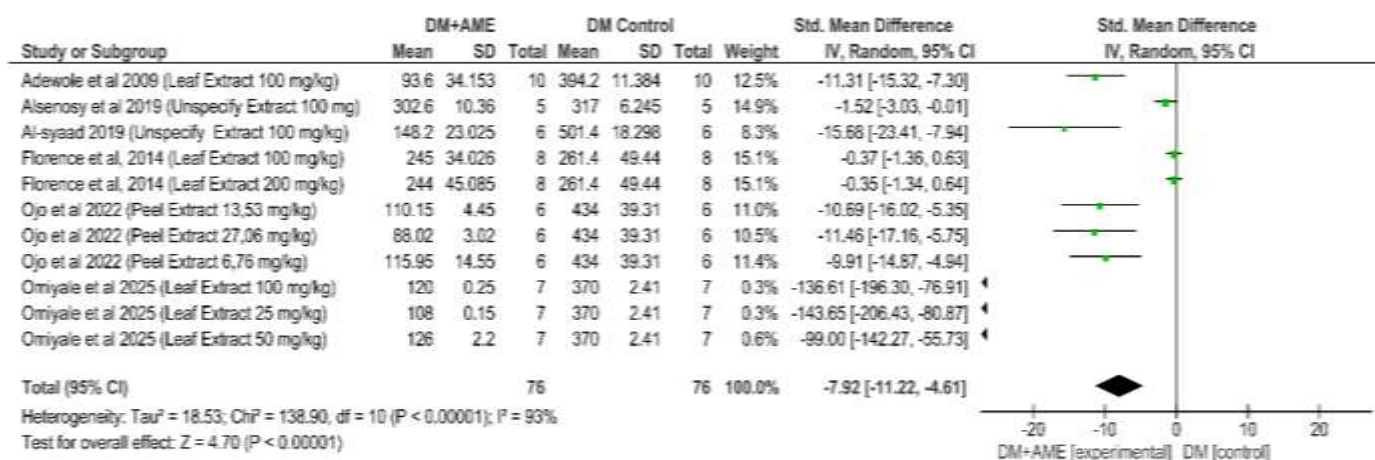 DM+AME DM Control Std. Mean Difference Std. Mean Difference
Study or Subgroup Mean SD Total Mean SD Total Weight IV, Random, 95% CI IV, Random, 95% CI
Adewole et al 2009 (Leaf Extract 100 mg/kg) 93.6 34.153 10 394.2 11.384 10 12.5% -11.31 [-15.32, -7.30]
Alsenosy et al 2019 (Unspecify Extract 100 mg) 302.6 10.36 5 317 6.245 5 14.9% -1.52 [-3.03, -0.01]
Al-syaad 2019 (Unspecify Extract 100 mg/kg) 148.2 23.025 6 501.4 18.298 6 8.3% -15.68 [-23.41, -7.94]
Florence et al, 2014 (Leaf Extract 100 mg/kg) 245 34.026 8 261.4 49.44 8 15.1% -0.37 [-1.36, 0.63]
Florence et al, 2014 (Leaf Extract 200 mg/kg) 244 45.085 8 261.4 49.44 8 15.1% -0.35 [-1.34, 0.64]
Ojo et al 2022 (Peel Extract 13,53 mg/kg) 110.15 4.45 6 434 39.31 6 11.0% -10.69 [-16.02, -5.35]
Ojo et al 2022 (Peel Extract 27,06 mg/kg) 88.02 3.02 6 434 39.31 6 10.5% -11.46 [-17.16, -5.75]
Ojo et al 2022 (Peel Extract 6,76 mg/kg) 115.95 14.55 6 434 39.31 6 11.4% -9.91 [-14.87, -4.94]
Omiyale et al 2025 (Leaf Extract 100 mg/kg) 120 0.25 7 370 2.41 7 0.3% -136.61 [-196.30, -76.91]
Omiyale et al 2025 (Leaf Extract 25 mg/kg) 108 0.15 7 370 2.41 7 0.3% -143.65 [-206.43, -80.87]
Omiyale et al 2025 (Leaf Extract 50 mg/kg) 126 2.2 7 370 2.41 7 0.6% -99.00 [-142.27, -55.73]
Total (95% CI) 76 76 100.0% -7.92 [-11.22, -4.61]
Heterogeneity: Tau² = 18.53; Chi² = 138.90, df = 10 (P < 0.00001); I² = 93%
Test for overall effect: Z = 4.70 (P < 0.00001)
-20 -10 0 10 20
DM+AME [experimental] DM [control]